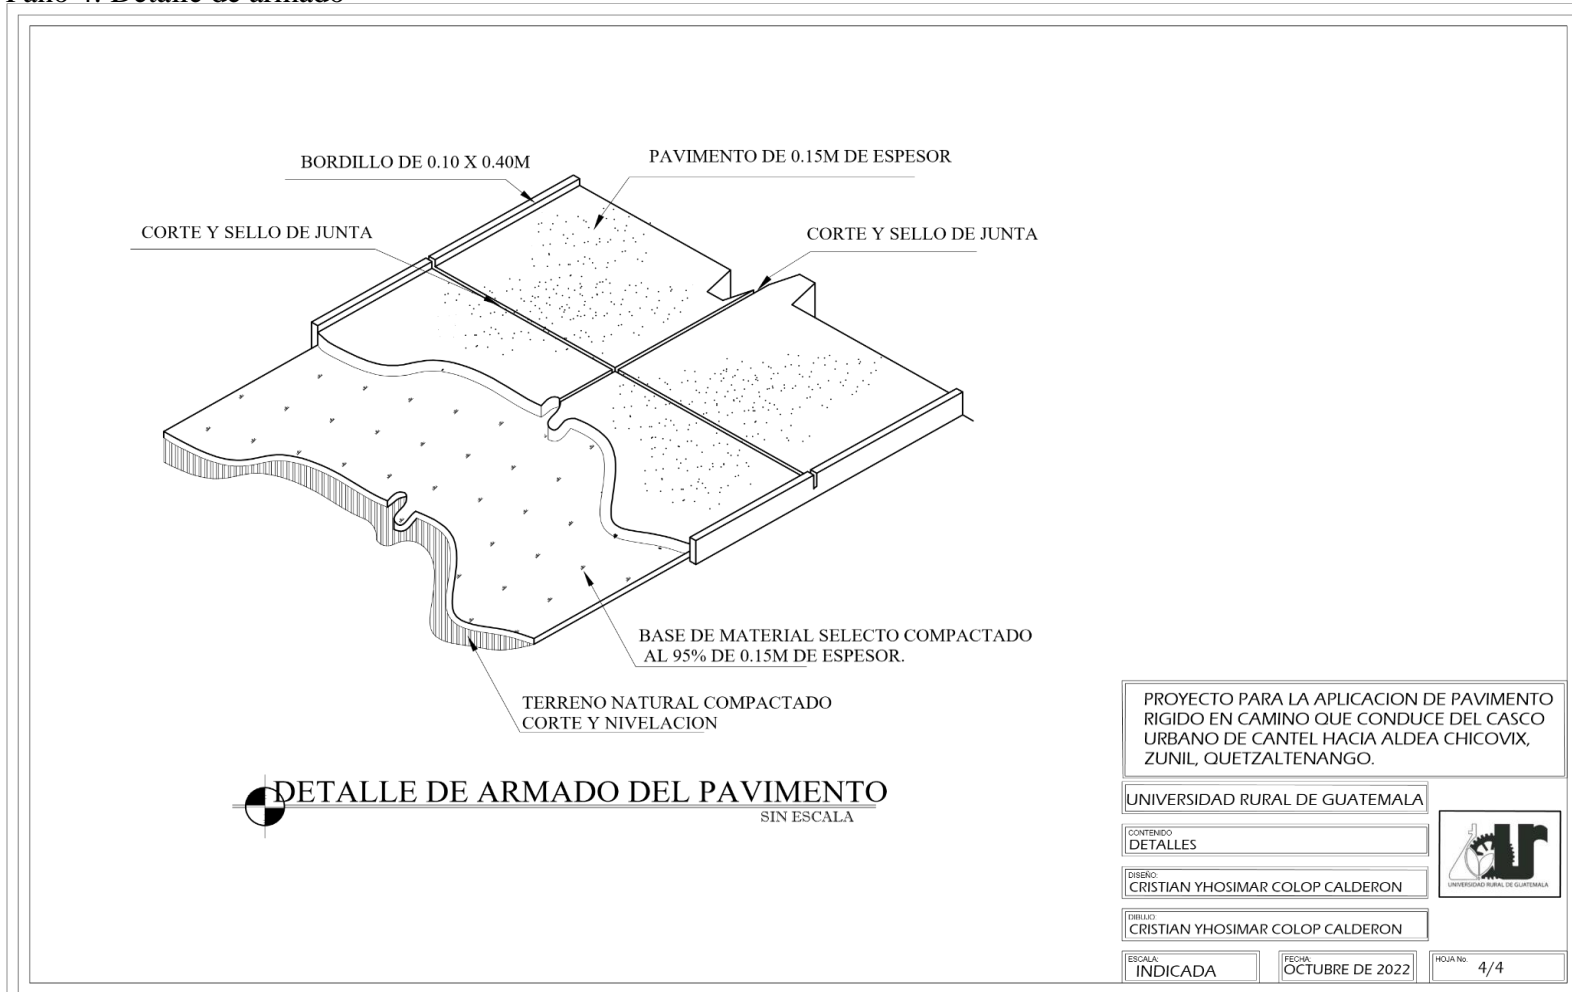 BORDILLO DE 0.10 X 0.40M
PAVIMENTO DE 0.15M DE ESPESOR
CORTE Y SELLO DE JUNTA
CORTE Y SELLO DE JUNTA
BASE DE MATERIAL SELECTO COMPACTADO
AL 95% DE 0.15M DE ESPESOR.
TERRENO NATURAL COMPACTADO
CORTE Y NIVELACION
DETALLE DE ARMADO DEL PAVIMENTO
SIN ESCALA
PROYECTO PARA LA APLICACION DE PAVIMENTO
RIGIDO EN CAMINO QUE CONDUCE DEL CASCO
URBANO DE CANTEL HACIA ALDEA CHICOVIX,
ZUNIL, QUETZALTENANGO.
UNIVERSIDAD RURAL DE GUATEMALA
CONTENIDO
DETALLES
DISEÑO:
CRISTIAN YHOSIMAR COLOP CALDERON
DIBUJO
CRISTIAN YHOSIMAR COLOP CALDERON
ur
UNIVERSIDAD RURAL DE GUATEMALA
ESCALA:
INDICADA
FECHA:
OCTUBRE DE 2022
HOJA No.
4/4